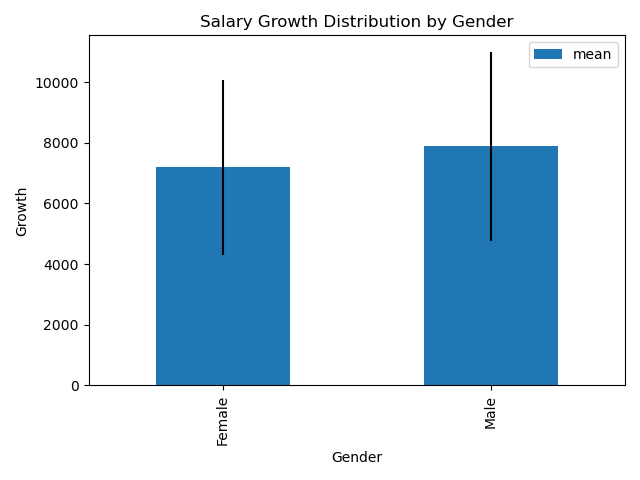 Salary Growth Distribution by Gender
mean
10000
8000
6000
4000
2000
0
Growth
Female
Male
Gender